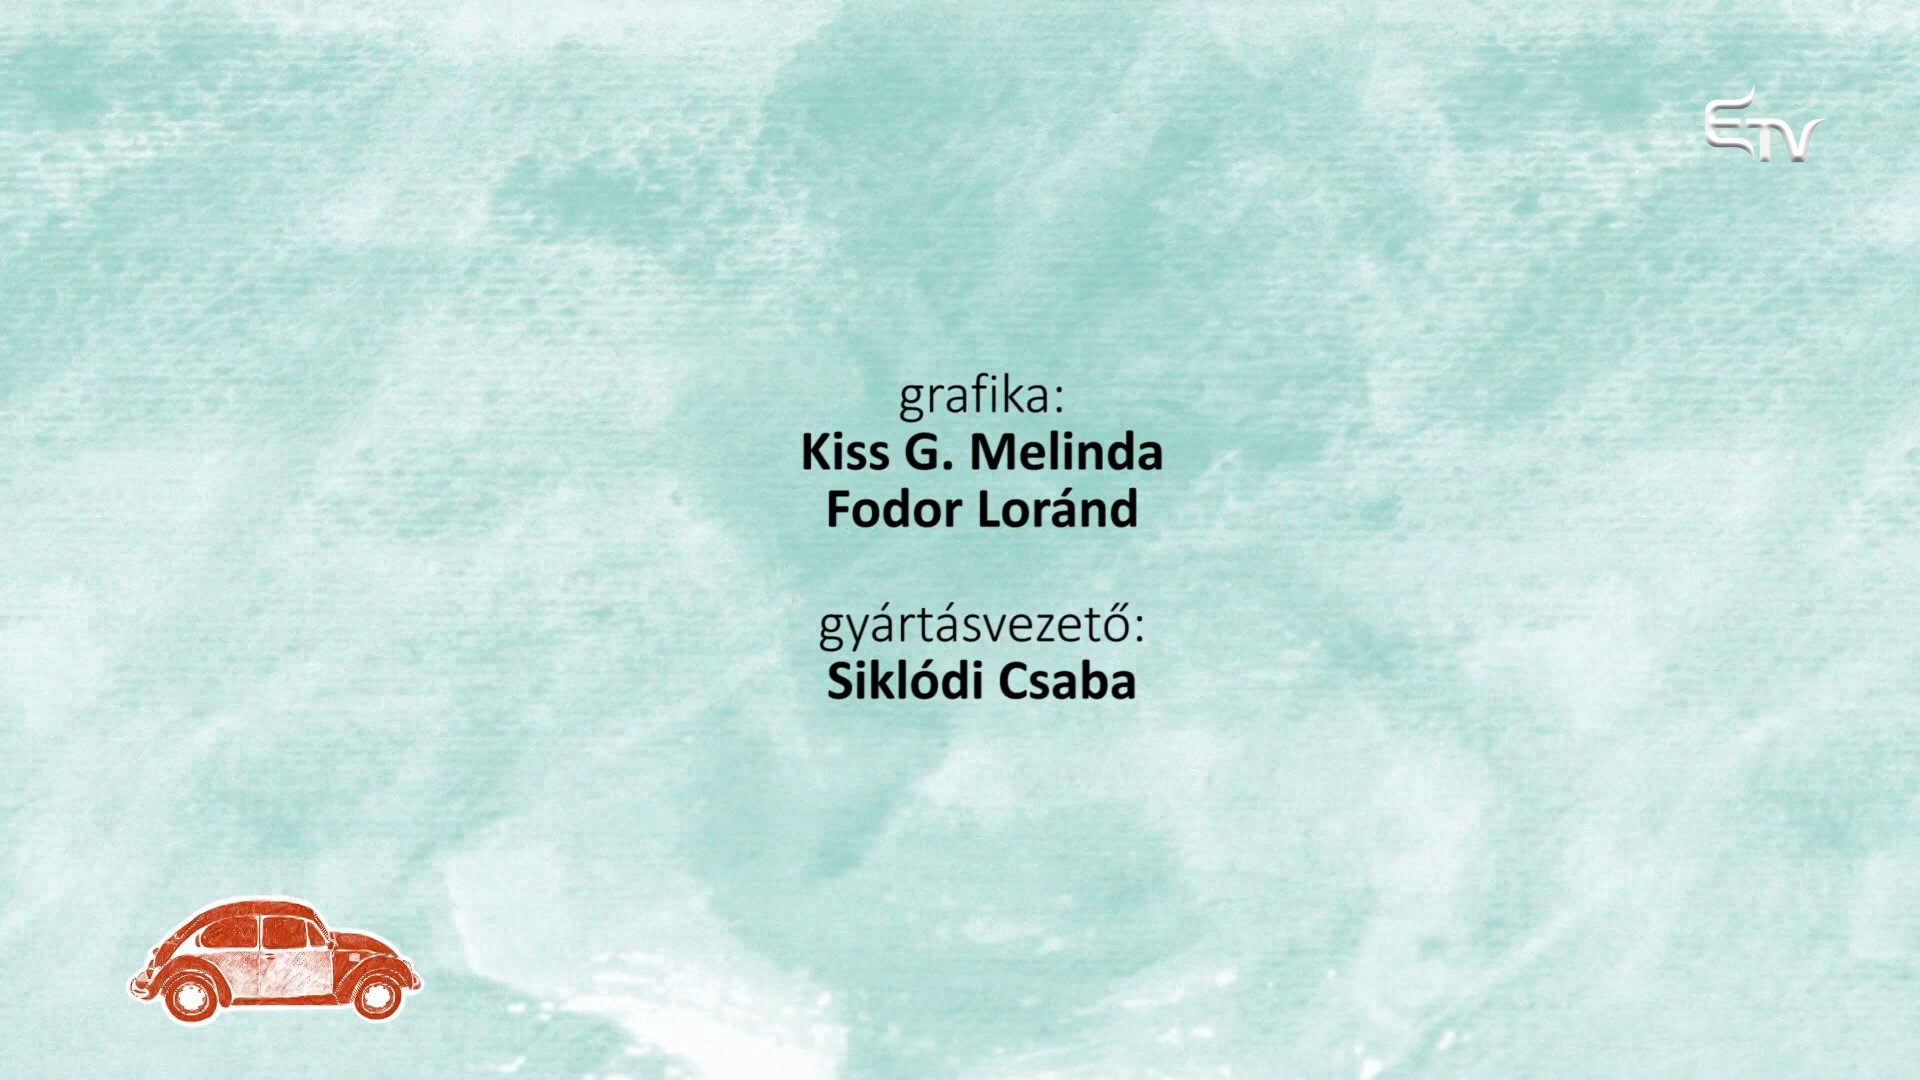 ETV
grafika:
Kiss G. Melinda
Fodor Loránd
gyártásvezető:
Siklódi Csaba